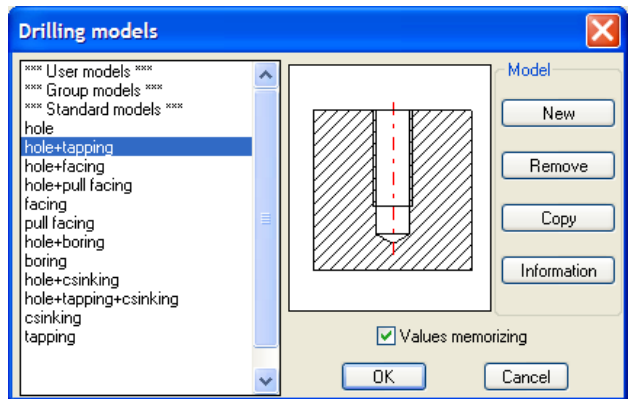 Drilling models
*** User models ***
*** Group models ***
*** Standard models ***
hole
hole+tapping
hole+facing
hole+pull facing
facing
pull facing
hole+boring
boring
hole+csinking
hole+tapping+csinking
csinking
tapping
Model
New
Remove
Copy
Information
Values memorizing
OK
Cancel